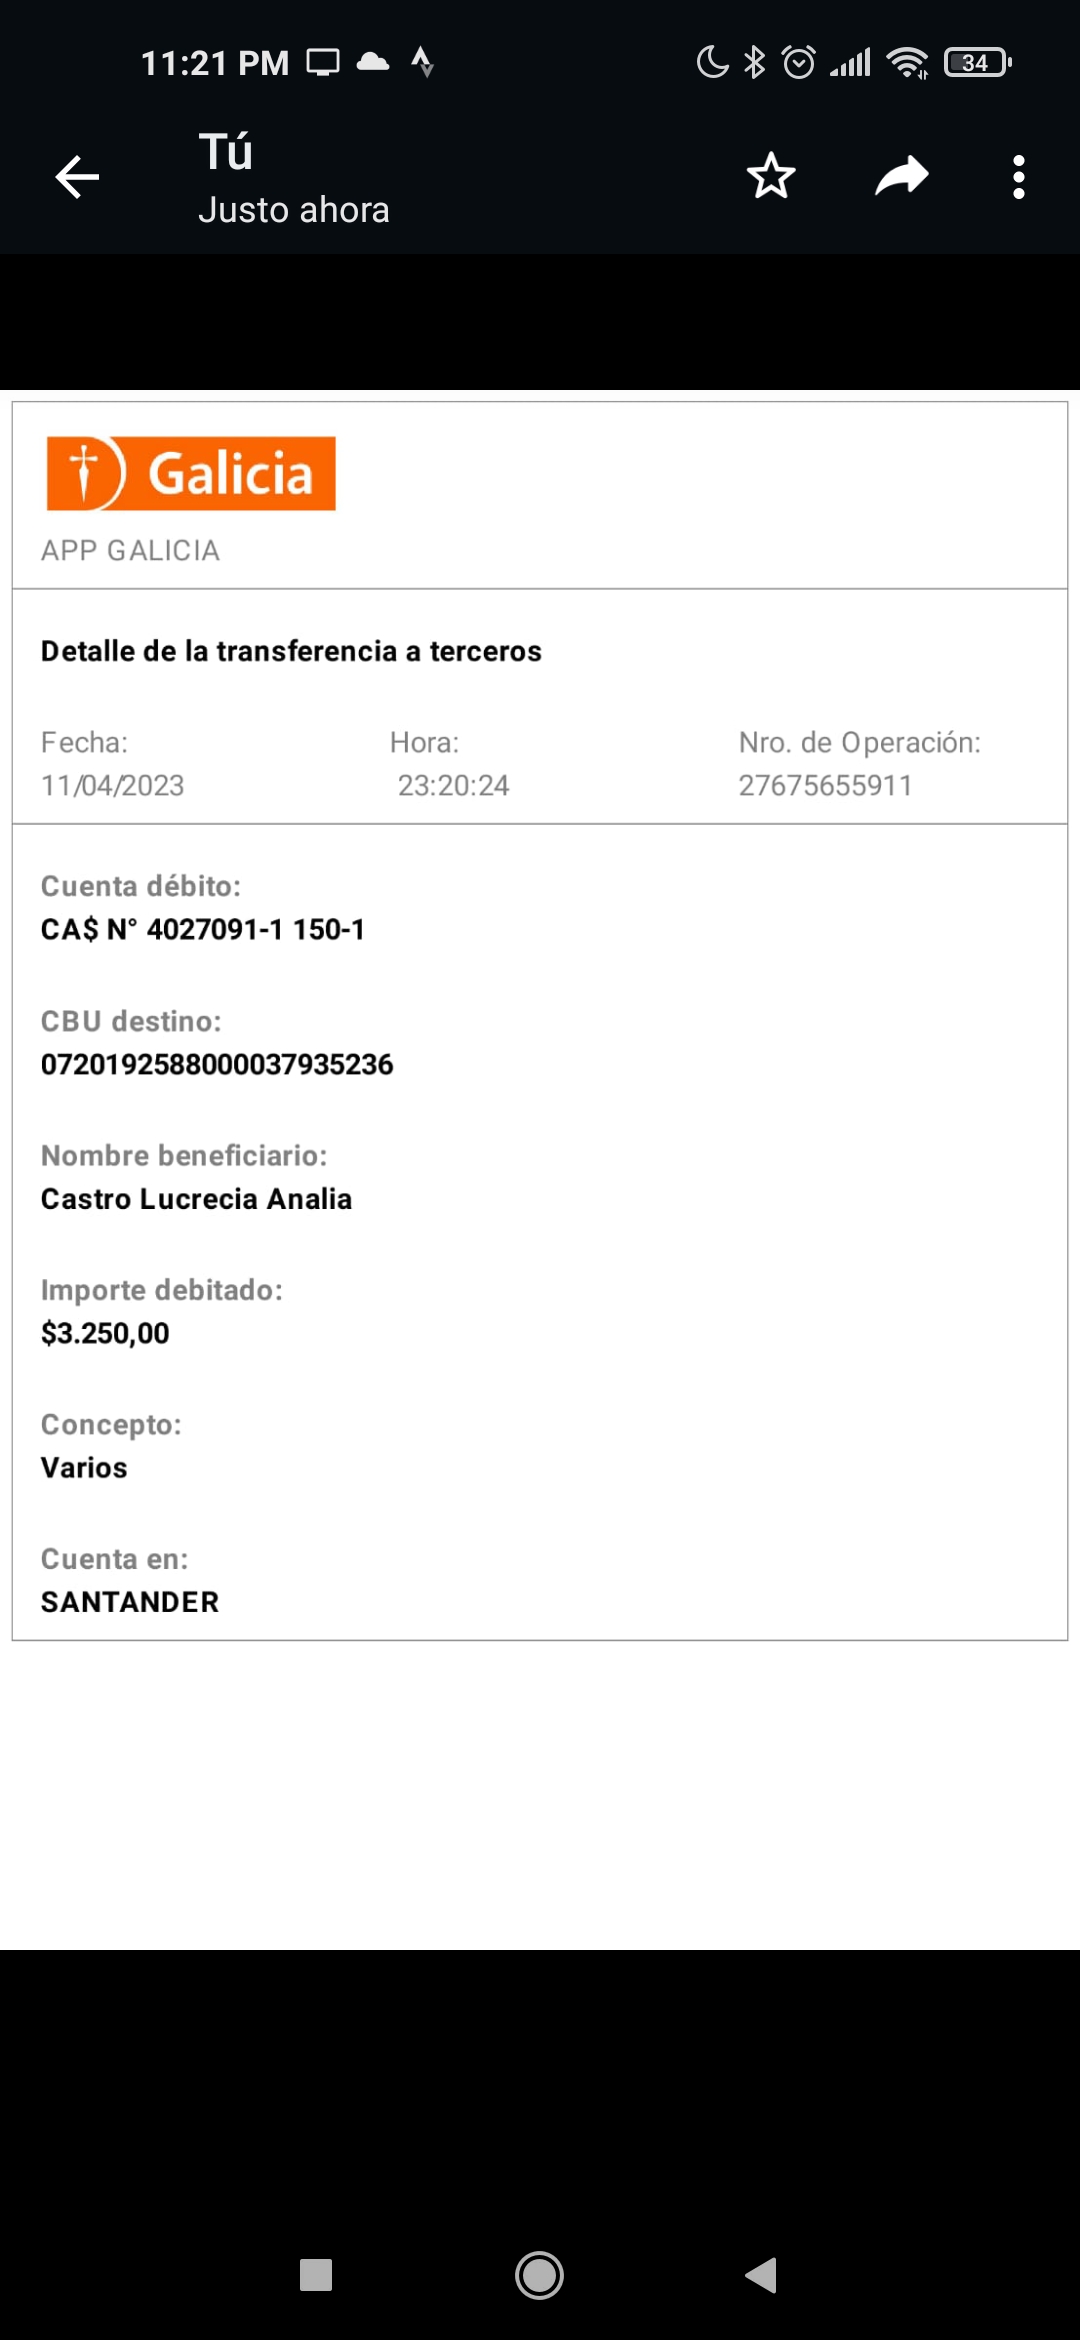 11:21 PM
34
Tú
Justo ahora
Galicia
APP GALICIA
Detalle de la transferencia a terceros
Fecha: Hora: Nro. de Operación:
11/04/2023 23:20:24 27675655911
Cuenta débito:
CA$ N° 4027091-1 150-1
CBU destino:
0720192588000037935236
Nombre beneficiario:
Castro Lucrecia Analia
Importe debitado:
$3.250,00
Concepto:
Varios
Cuenta en:
SANTANDER